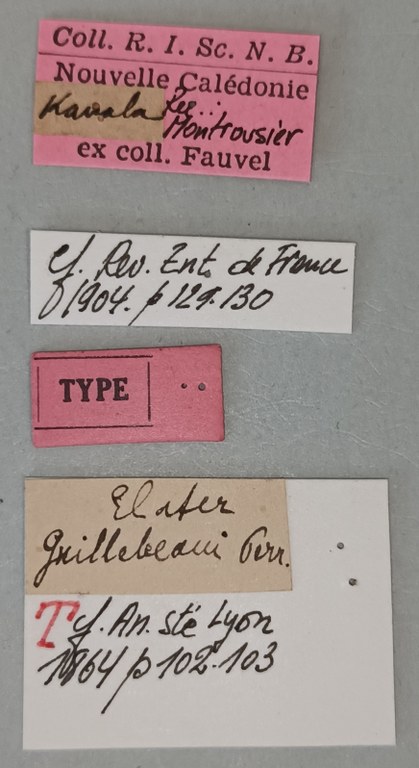 Coll. R. I. Sc. N. B.
Nouvelle Calédonie
Kanala Rec.:
Montrousier
ex coll. Fauvel
cf. Rev. Ent. de France
1904. p 129.130
TYPE
Elater
Guillebeaui Perr.
T cf. An. sté Lyon
1864 p 102.103